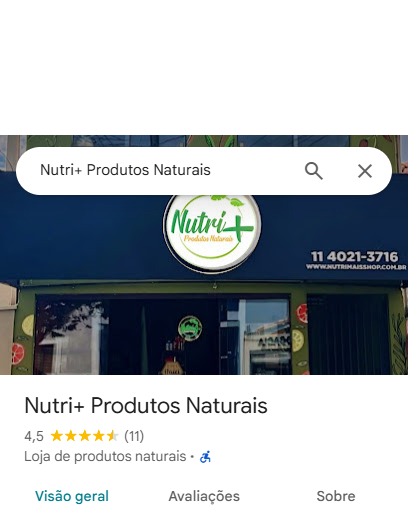 Nutri+ Produtos Naturais
Nutri+
Produtos Naturais
11 4021-3716
WWW.NUTRIMAISSHOP.COM.BR
Nutri+ Produtos Naturais
4,5 (11)
Loja de produtos naturais ·
Visão geral Avaliações Sobre